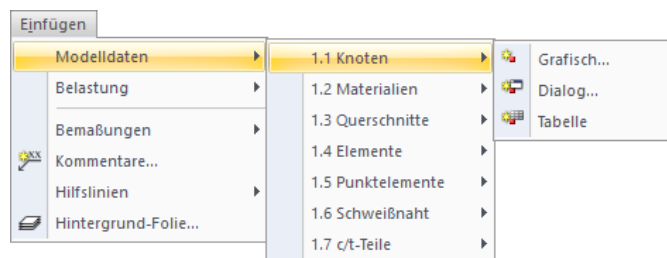 Einfügen
Modelldaten
Belastung
Bemaßungen
Kommentare...
Hilfslinien
Hintergrund-Folie...
1.1 Knoten
1.2 Materialien
1.3 Querschnitte
1.4 Elemente
1.5 Punktelemente
1.6 Schweißnaht
1.7 c/t-Teile
Grafisch...
Dialog...
Tabelle